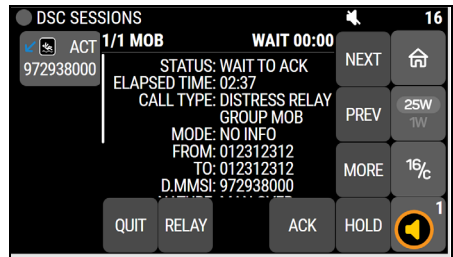 DSC SESSIONS 16
ACT
972938000
1/1 MOB WAIT 00:00
STATUS: WAIT TO ACK
ELAPSED TIME: 02:37
CALL TYPE: DISTRESS RELAY
GROUP MOB
MODE: NO INFO
FROM: 012312312
TO: 012312312
D.MMSI: 972938000
NEXT
PREV
25W
1W
MORE
16/c
QUIT RELAY ACK HOLD
1